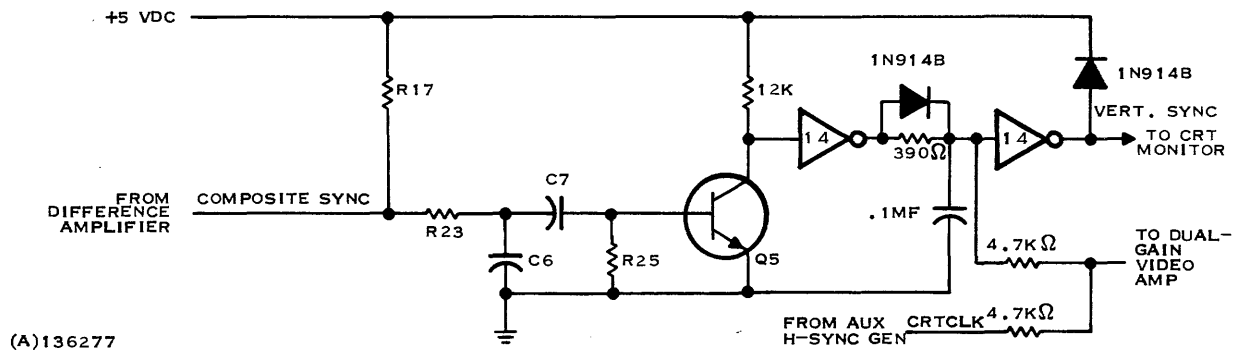 +5 VDC
1N914B
R17
12K
1N914B
VERT. SYNC
14
14
TO CRT
MONITOR
390Ω
FROM
DIFFERENCE
AMPLIFIER
COMPOSITE SYNC
C7
R23
.1MF
C6
R25
Q5
4.7KΩ
TO DUAL-
GAIN
VIDEO
AMP
FROM AUX
H-SYNC GEN
CRTCLK
4.7KΩ
(A)136277